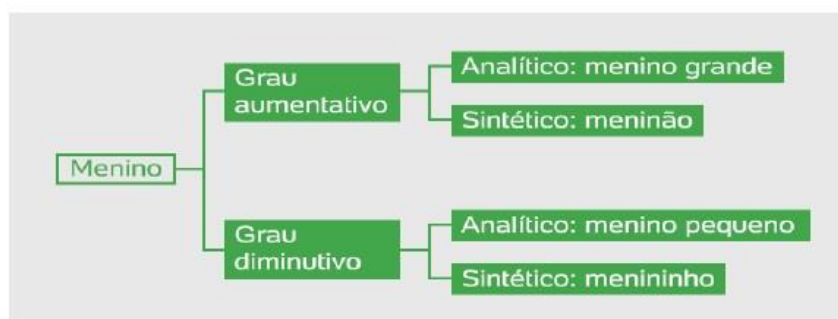 Menino
Grau
aumentativo
Analítico: menino grande
Sintético: meninão
Grau
diminutivo
Analítico: menino pequeno
Sintético: menininho